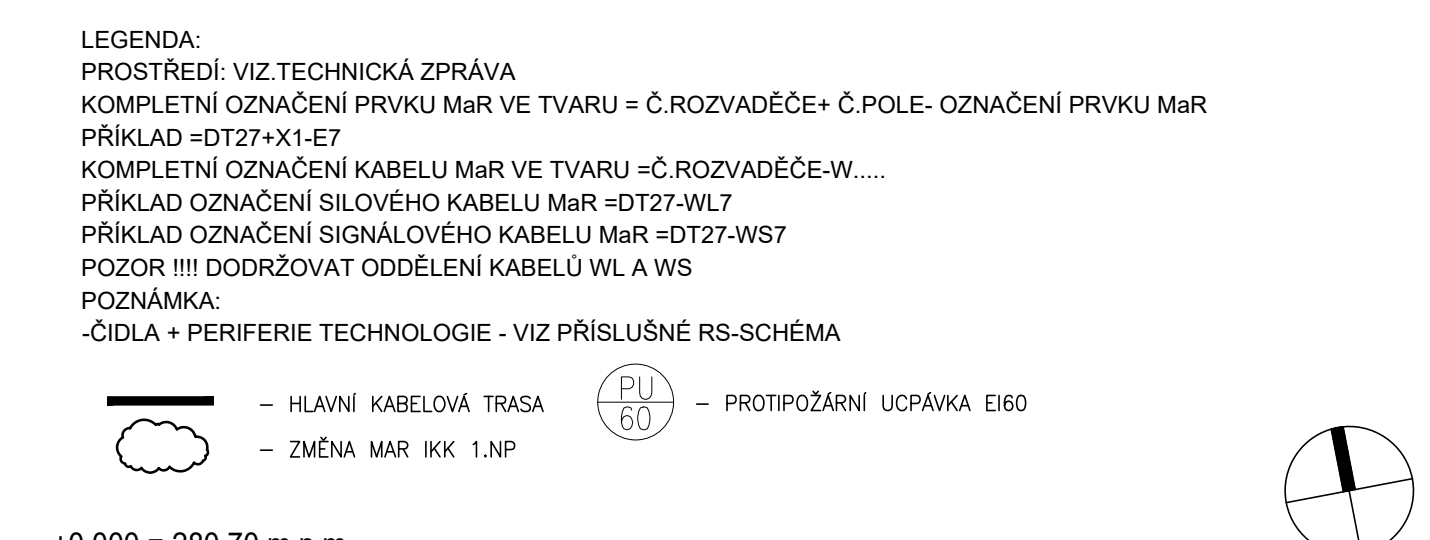 LEGENDA:
PROSTŘEDÍ: VIZ.TECHNICKÁ ZPRÁVA
KOMPLETNÍ OZNAČENÍ PRVKU MaR VE TVARU = Č.ROZVADĚČE+ Č.POLE- OZNAČENÍ PRVKU MaR
PŘÍKLAD =DT27+X1-E7
KOMPLETNÍ OZNAČENÍ KABELU MaR VE TVARU =Č.ROZVADĚČE-W.....
PŘÍKLAD OZNAČENÍ SILOVÉHO KABELU MaR =DT27-WL7
PŘÍKLAD OZNAČENÍ SIGNÁLOVÉHO KABELU MaR =DT27-WS7
POZOR !!!! DODRŽOVAT ODDĚLENÍ KABELŮ WL A WS
POZNÁMKA:
-ČIDLA + PERIFERIE TECHNOLOGIE - VIZ PŘÍSLUŠNÉ RS-SCHÉMA
– HLAVNÍ KABELOVÁ TRASA
PU
60
– PROTIPOŽÁRNÍ UCPÁVKA EI60
– ZMĚNA MAR IKK 1.NP